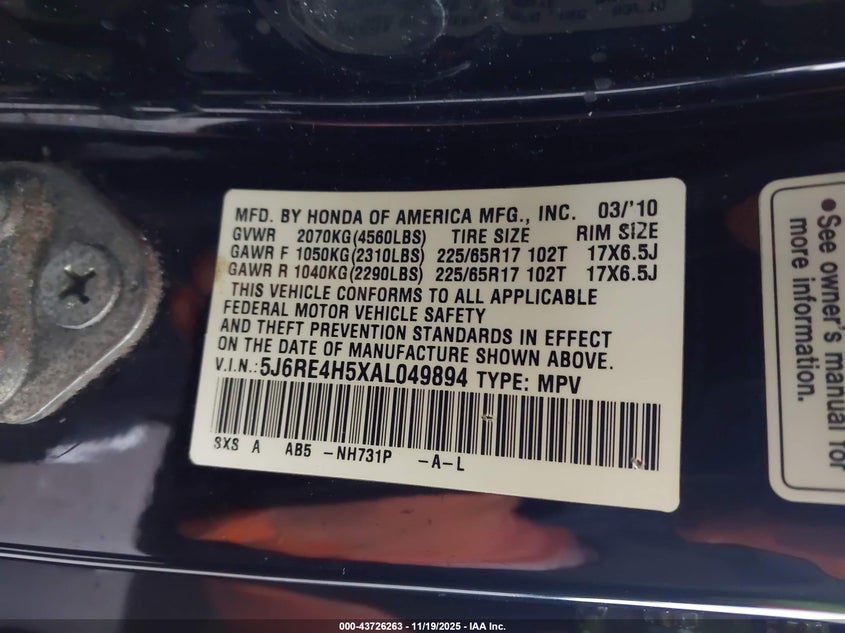 MFD. BY HONDA OF AMERICA MFG., INC. 03/'10
GVWR 2070KG(4560LBS) TIRE SIZE RIM SIZE
GAWR F 1050KG(2310LBS) 225/65R17 102T 17X6.5J
GAWR R 1040KG(2290LBS) 225/65R17 102T 17X6.5J
THIS VEHICLE CONFORMS TO ALL APPLICABLE
FEDERAL MOTOR VEHICLE SAFETY
AND THEFT PREVENTION STANDARDS IN EFFECT
ON THE DATE OF MANUFACTURE SHOWN ABOVE.
V.I.N.:5J6RE4H5XAL049894 TYPE: MPV
SXS A AB5 -NH731P -A-L
•See owner's manual for
more information.
000-43726263 - 11/19/2025 - IAA Inc.